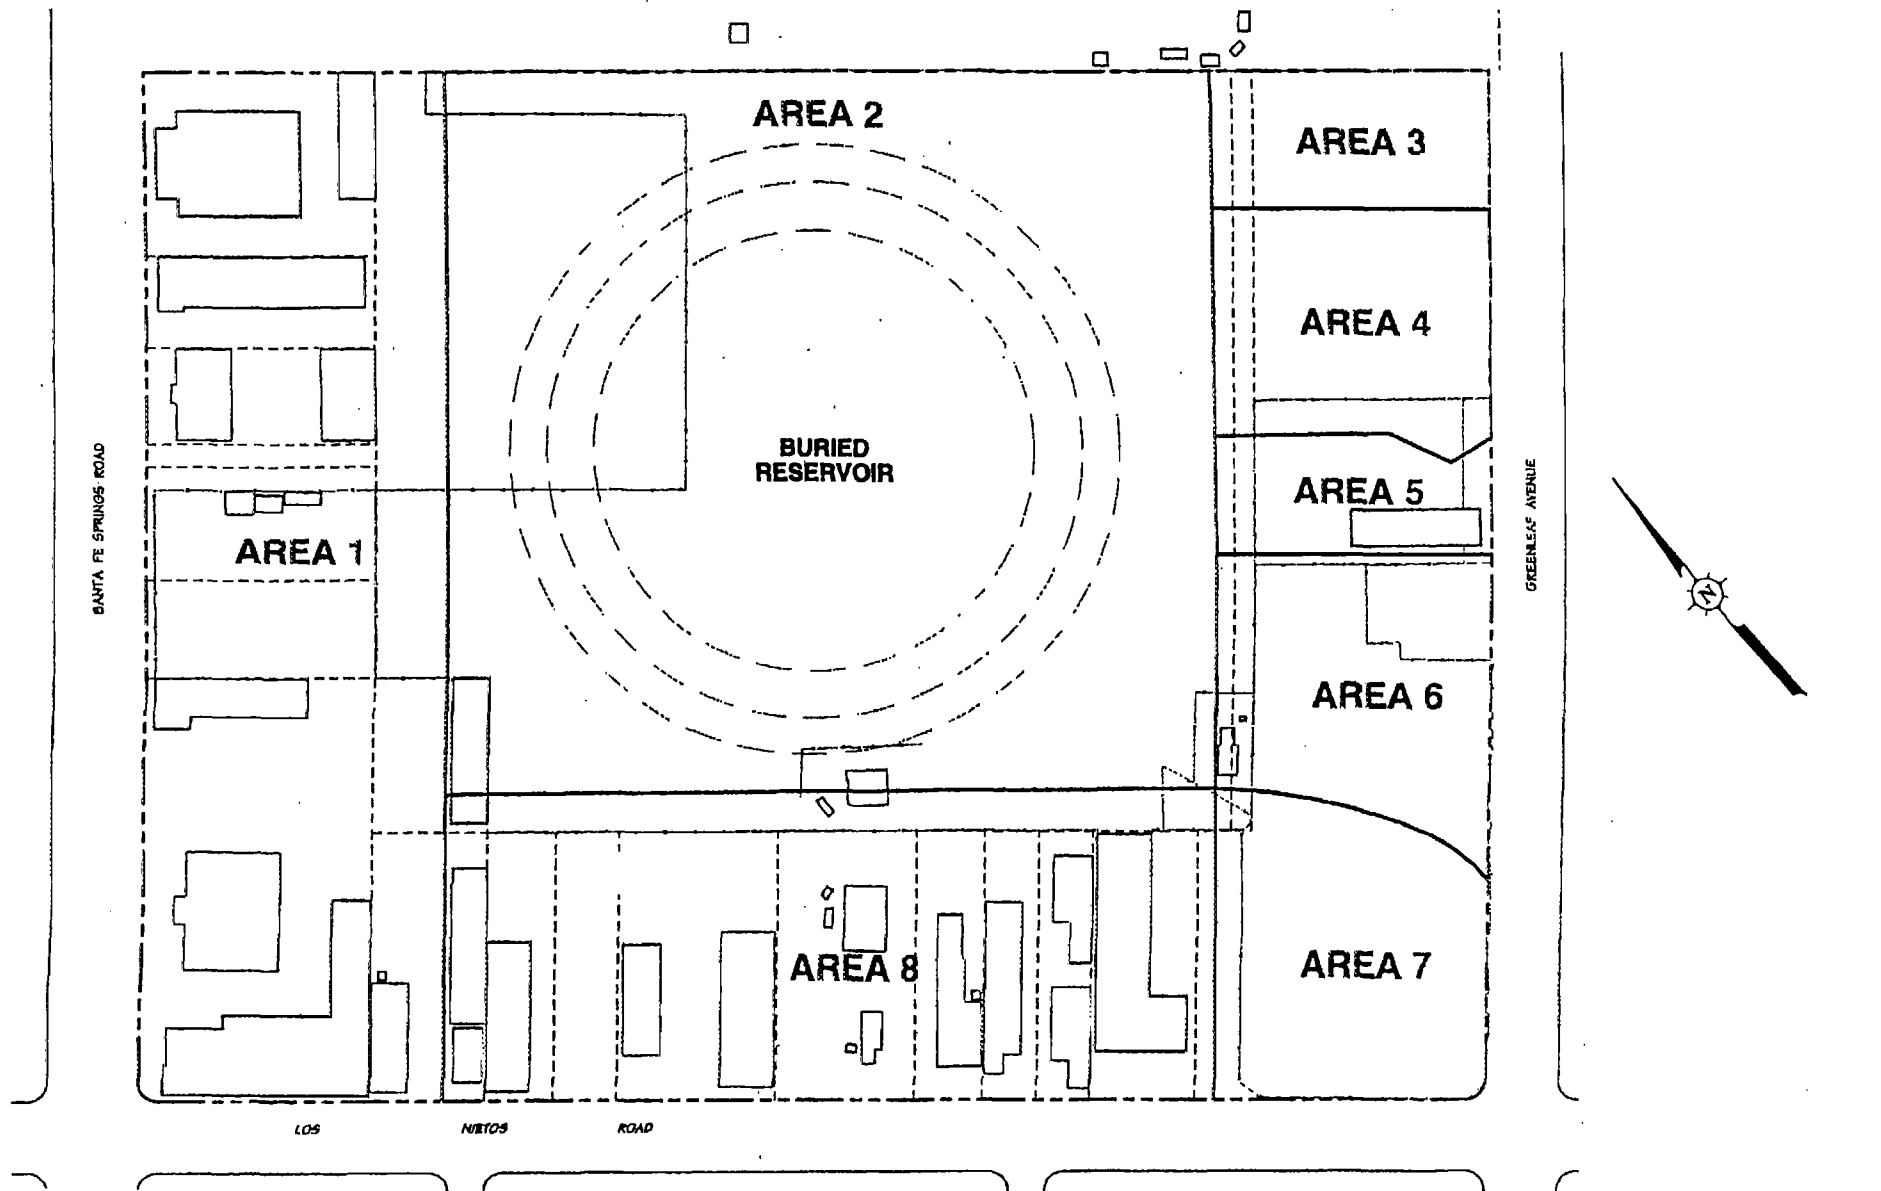 AREA 2
AREA 3
AREA 4
BURIED
RESERVOIR
AREA 5
AREA 1
SANTA FE SPRINGS ROAD
GREENLEAF AVENUE
N
AREA 6
AREA 8
AREA 7
LOS NIETOS ROAD